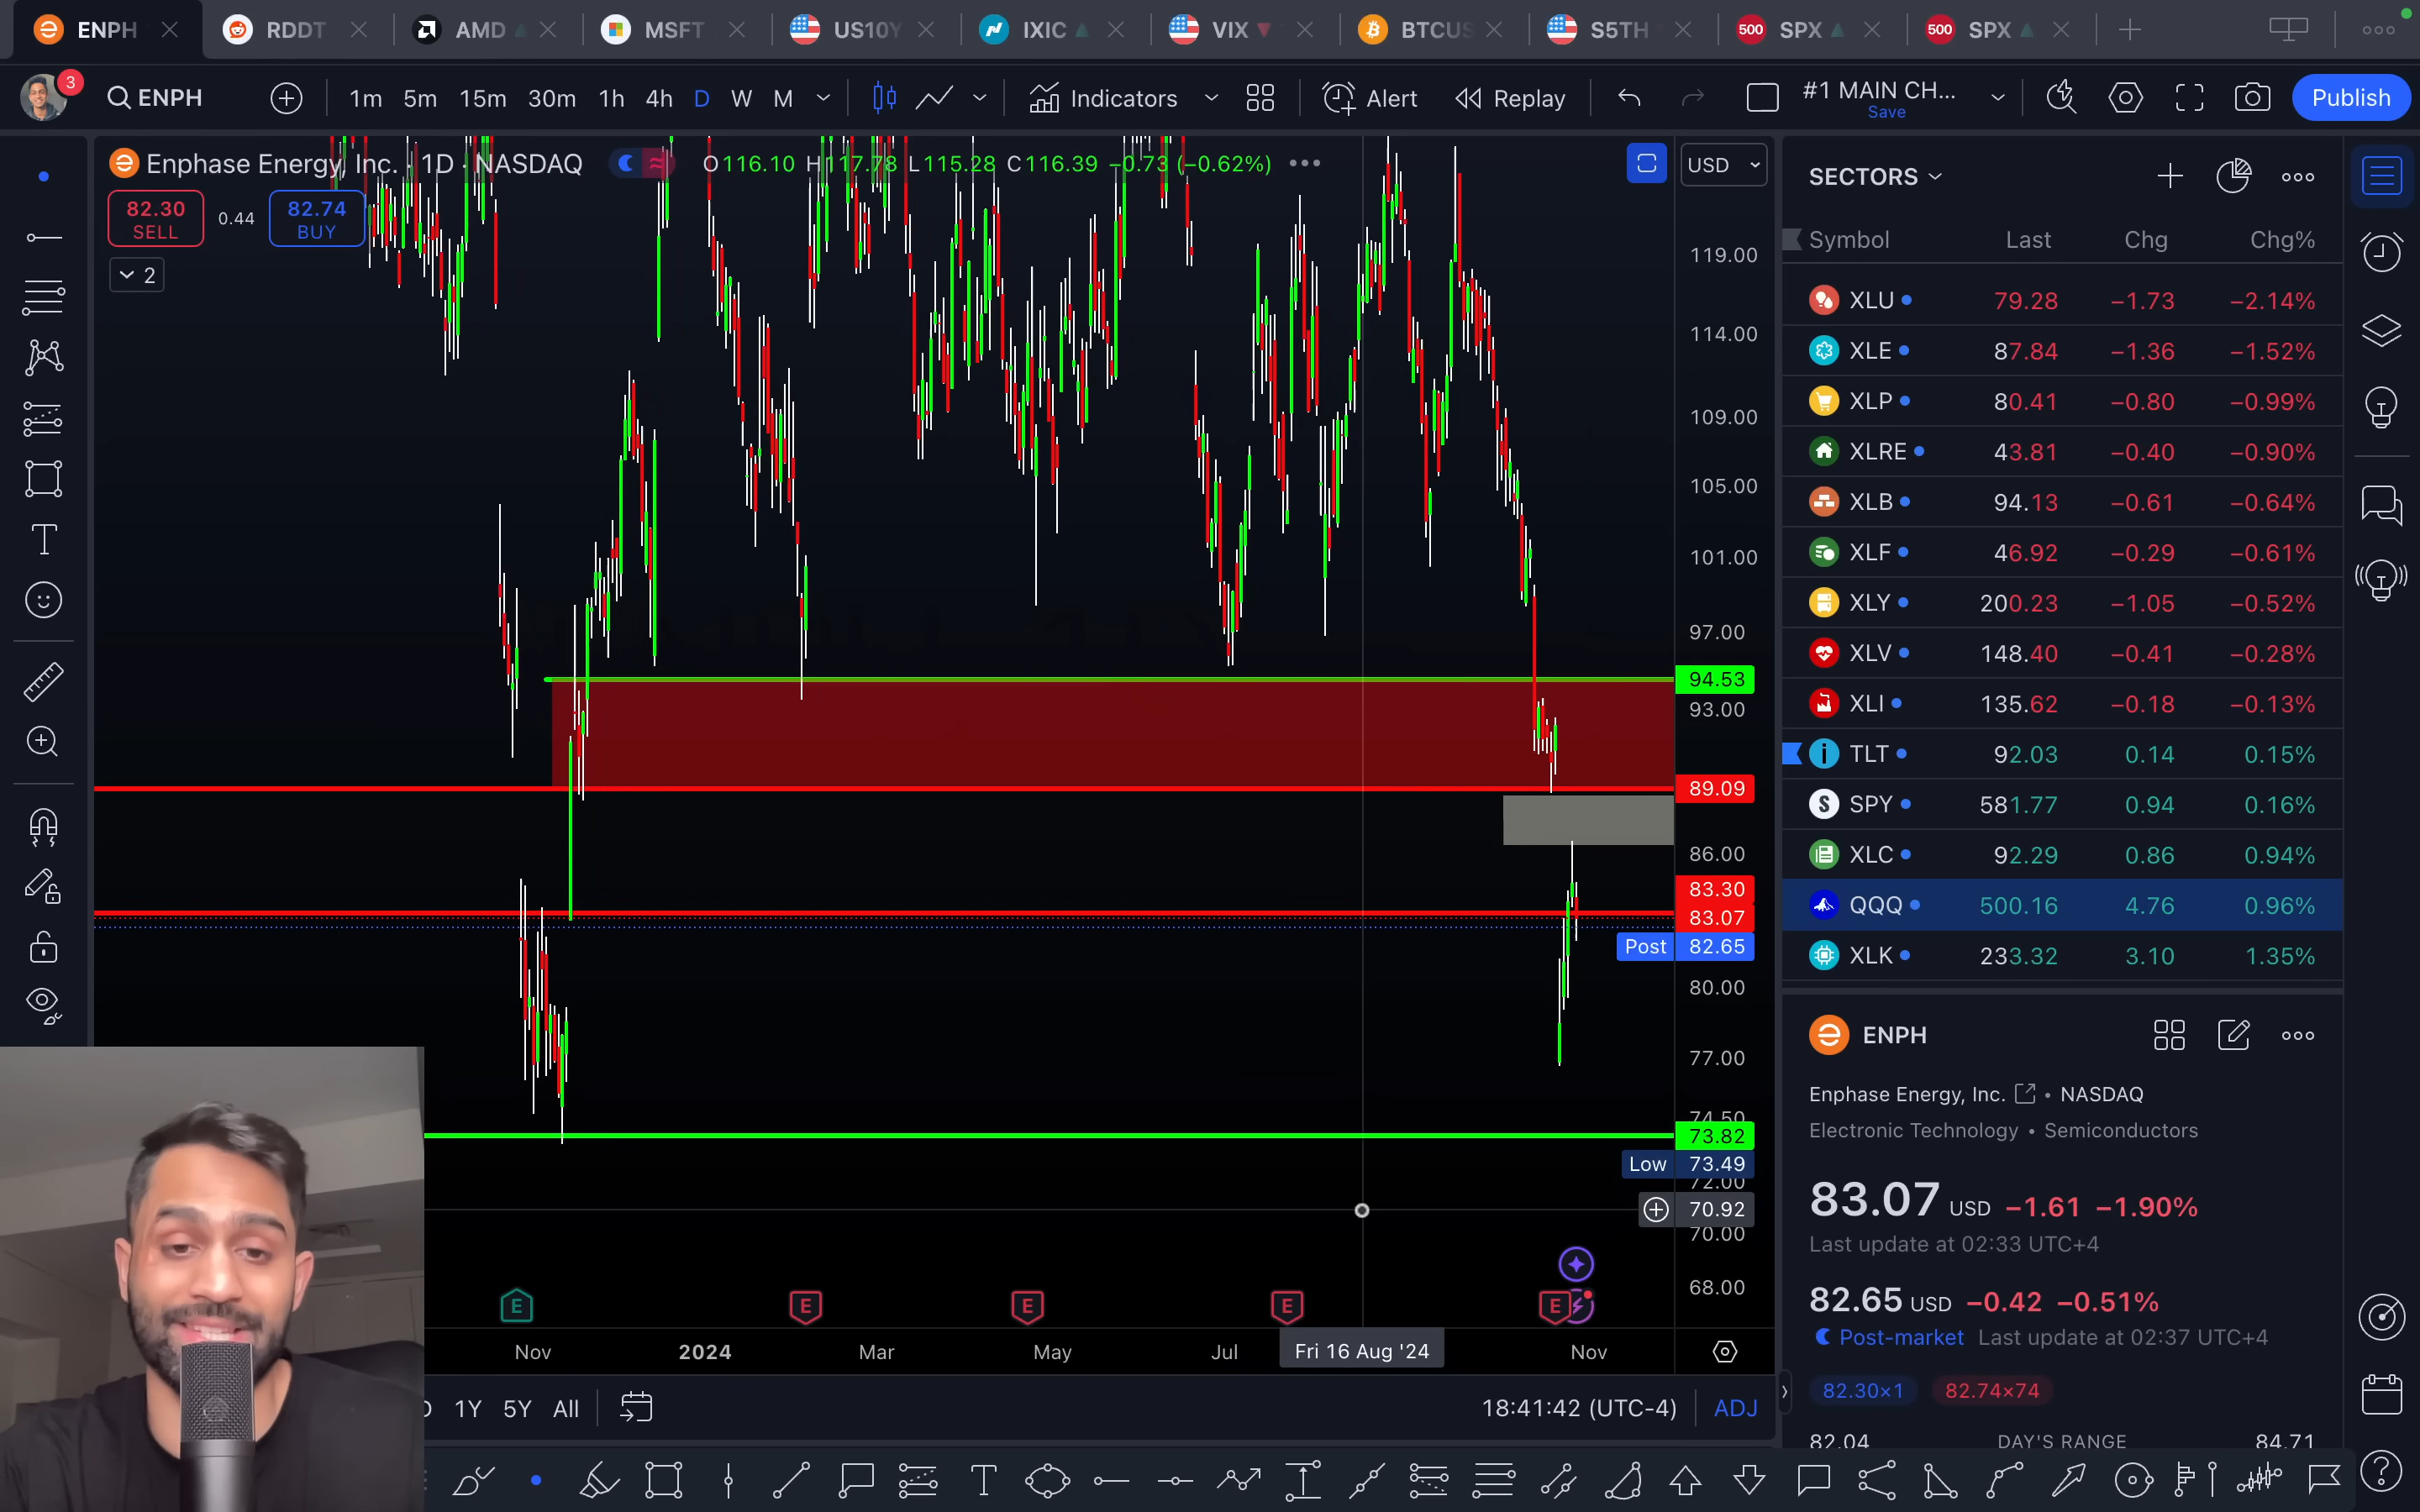 ENPH RDDT AMD MSFT US10Y IXIC VIX BTCUS S5TH 500 SPX 500 SPX
3 ENPH 1m 5m 15m 30m 1h 4h D W M Indicators Alert Replay #1 MAIN CH... Save Publish
Enphase Energy, Inc. · 1D · NASDAQ O116.10 H117.78 L115.28 C116.39 −0.73 (−0.62%) USD
82.30 SELL 0.44 82.74 BUY
2
119.00
114.00
109.00
105.00
101.00
97.00
94.53
93.00
89.09
86.00
83.30
83.07
Post 82.65
80.00
77.00
74.50
73.82
Low 73.49
72.00
70.92
70.00
68.00
E E E E E
Nov 2024 Mar May Jul Fri 16 Aug '24 Nov
1Y 5Y All 18:41:42 (UTC-4) ADJ
SECTORS
Symbol Last Chg Chg%
XLU 79.28 −1.73 −2.14%
XLE 87.84 −1.36 −1.52%
XLP 80.41 −0.80 −0.99%
XLRE 43.81 −0.40 −0.90%
XLB 94.13 −0.61 −0.64%
XLF 46.92 −0.29 −0.61%
XLY 200.23 −1.05 −0.52%
XLV 148.40 −0.41 −0.28%
XLI 135.62 −0.18 −0.13%
TLT 92.03 0.14 0.15%
SPY 581.77 0.94 0.16%
XLC 92.29 0.86 0.94%
QQQ 500.16 4.76 0.96%
XLK 233.32 3.10 1.35%
ENPH
Enphase Energy, Inc. • NASDAQ
Electronic Technology • Semiconductors
83.07 USD −1.61 −1.90%
Last update at 02:33 UTC+4
82.65 USD −0.42 −0.51%
Post-market Last update at 02:37 UTC+4
82.30×1 82.74×74
82.04 DAY'S RANGE 84.71